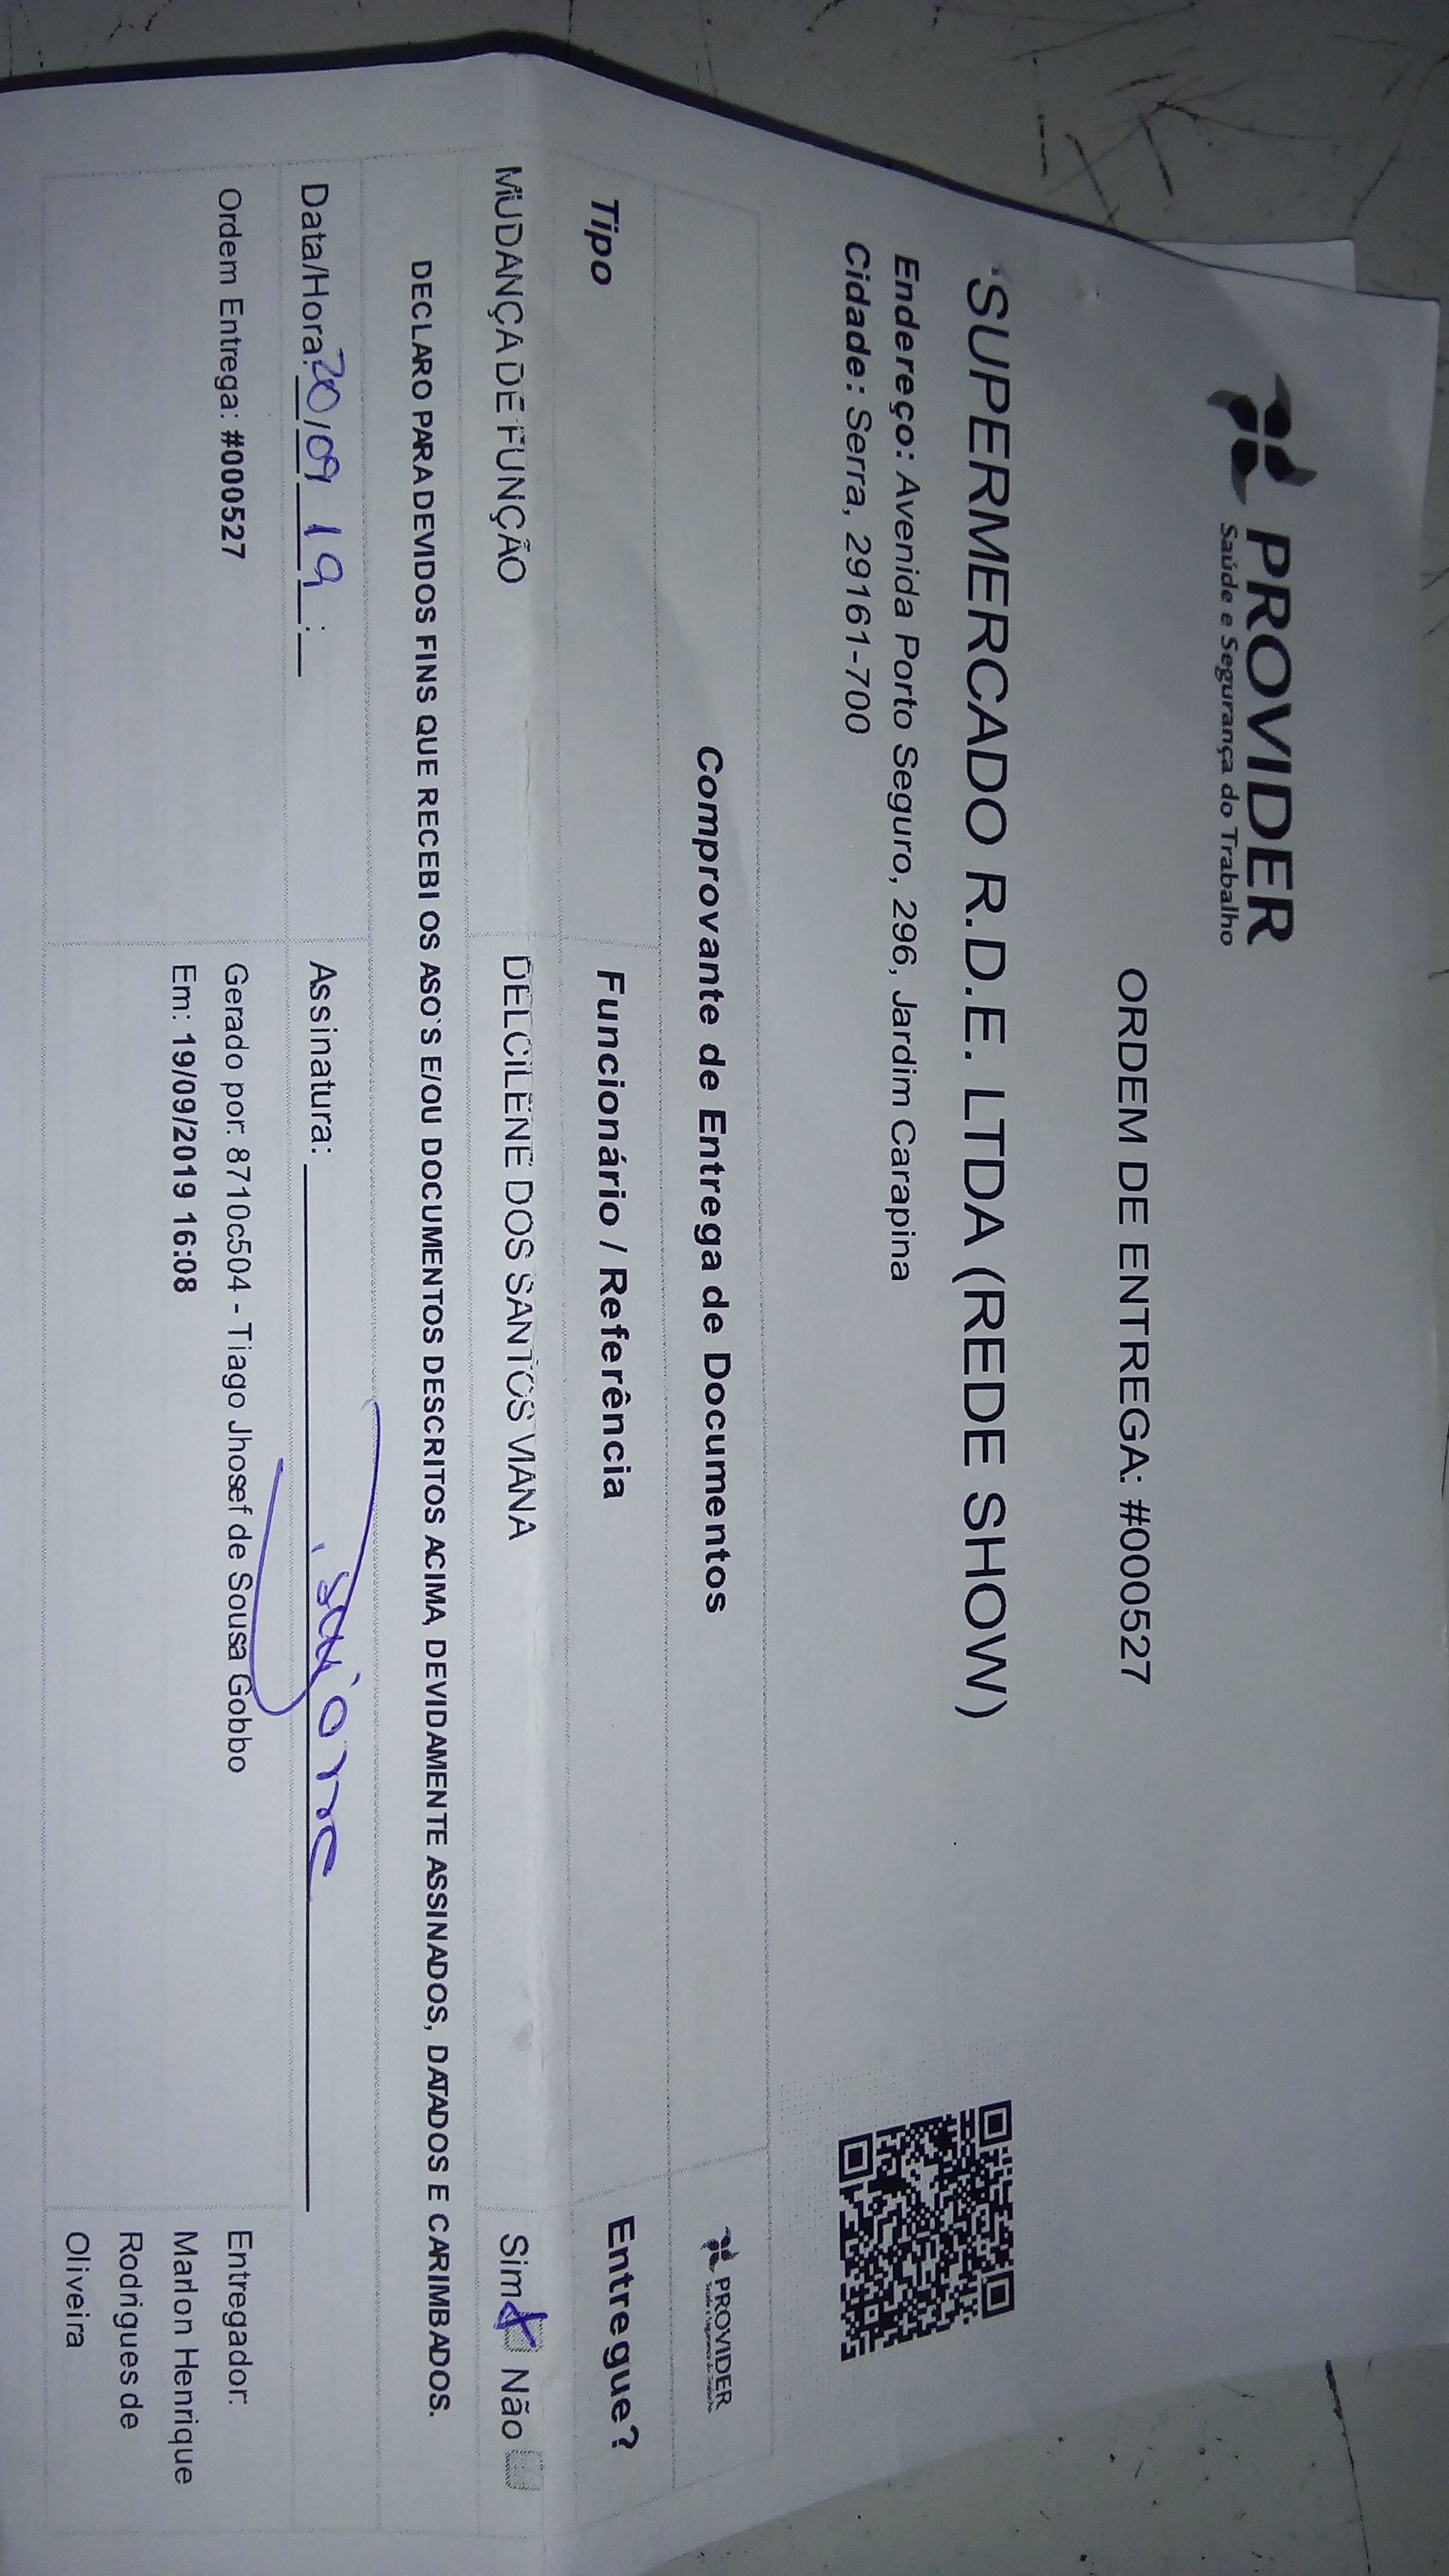 PROVIDER
Saúde e Segurança do Trabalho
ORDEM DE ENTREGA: #000527
SUPERMERCADO R.D.E. LTDA (REDE SHOW)
Endereço: Avenida Porto Seguro, 296, Jardim Carapina
Cidade: Serra, 29161-700
Comprovante de Entrega de Documentos
PROVIDER
Saúde e Segurança do Trabalho
Tipo Funcionário / Referência Entregue?
MUDANÇA DE FUNÇÃO DELCILENE DOS SANTOS VIANA Sim Não
DECLARO PARA DEVIDOS FINS QUE RECEBI OS ASO`S E/OU DOCUMENTOS DESCRITOS ACIMA, DEVIDAMENTE ASSINADOS, DATADOS E CARIMBADOS.
Data/Hora: 20/09 19 : Assinatura:
Ordem Entrega: #000527 Gerado por: 8710c504 - Tiago Jhosef de Sousa Gobbo Entregador:
Em: 19/09/2019 16:08 Marlon Henrique
Rodrigues de
Oliveira